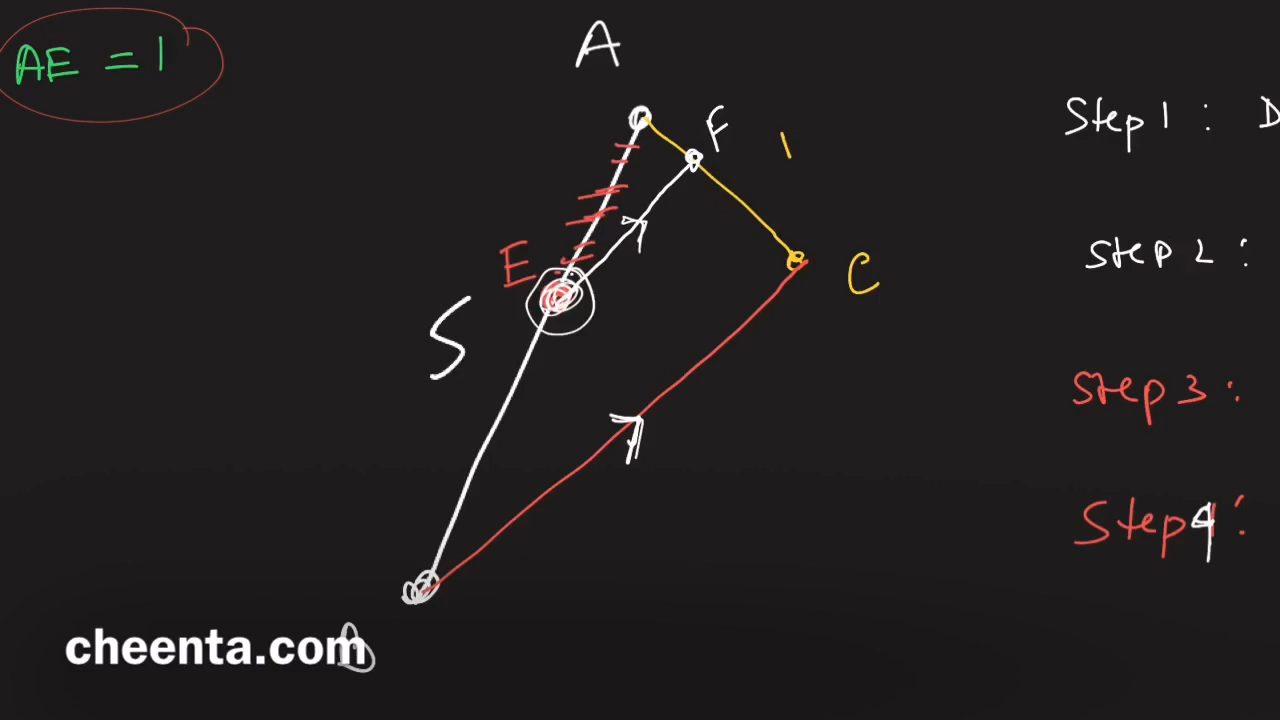 AE = 1
A
F
1
C
E
S
Step 1 : D
Step 2 :
Step 3 :
Step 4 :
cheenta.com